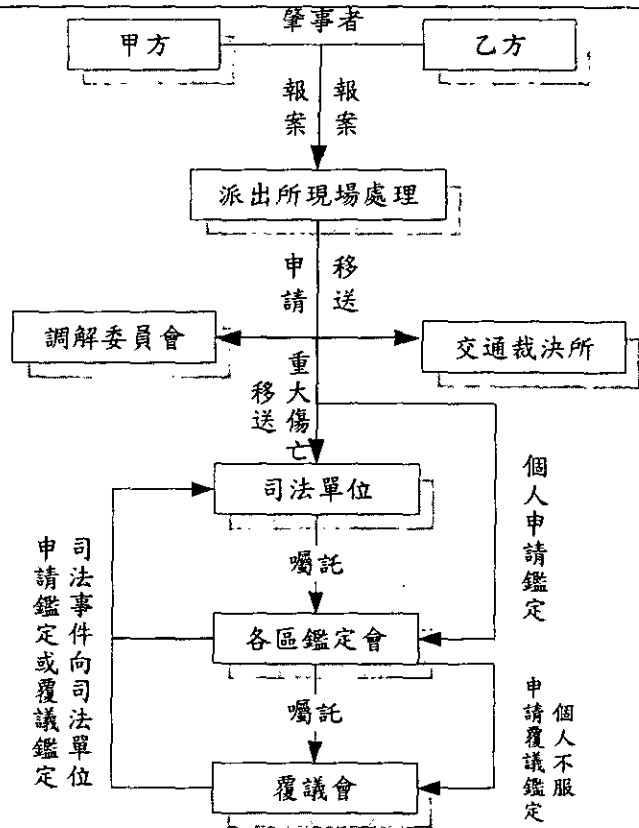 肇事者
甲方
乙方
報案
報案
派出所現場處理
申請
移送
調解委員會
交通裁決所
重大傷亡
移送
司法單位
個人申請鑑定
囑託
司法事件向司法單位
申請鑑定或覆議鑑定
各區鑑定會
囑託
個人不服
申請覆議鑑定
覆議會